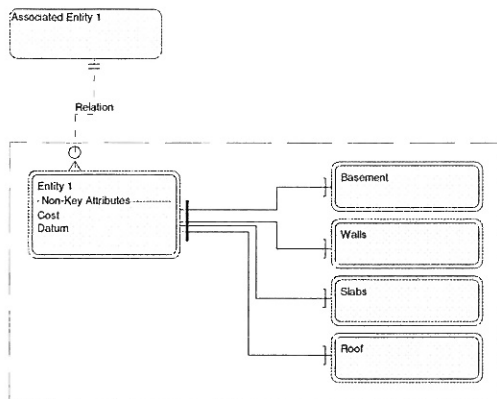 Associated Entity 1
Relation
Entity 1
Non-Key Attributes
Cost
Datum
Basement
Walls
Slabs
Roof